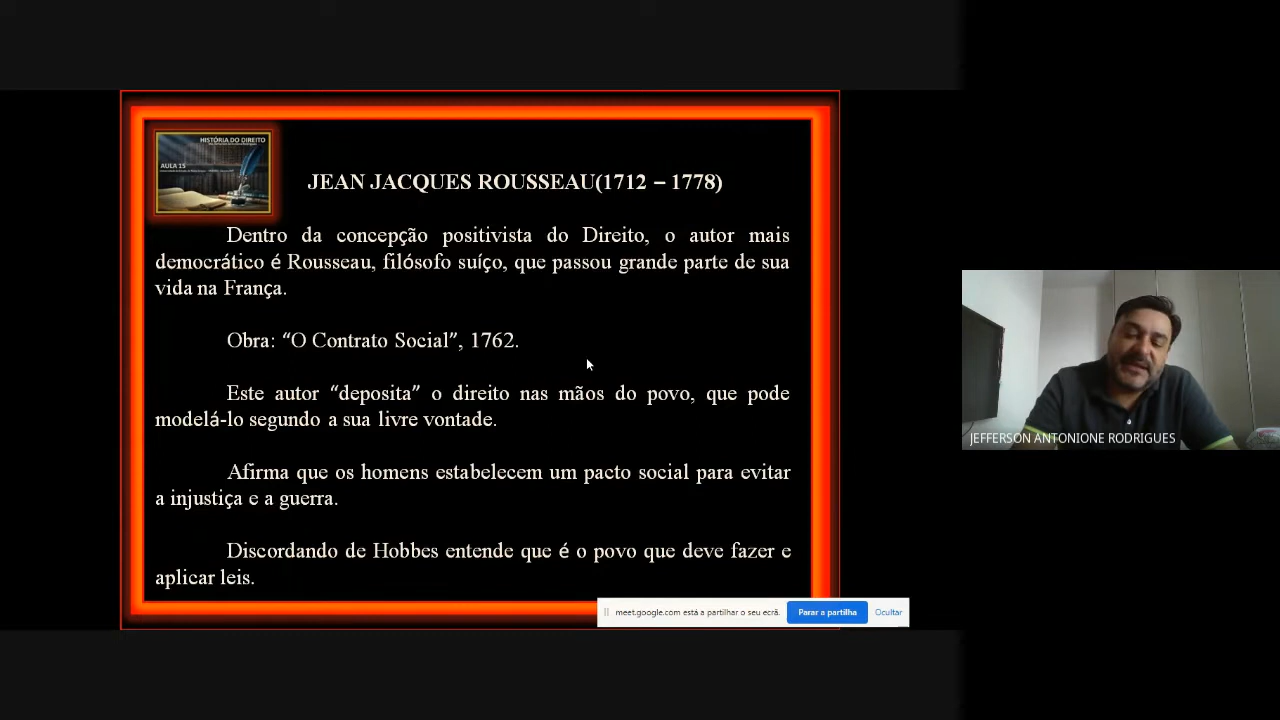 HISTÓRIA DO DIREITO
AULA 15
JEAN JACQUES ROUSSEAU(1712 – 1778)
Dentro da concepção positivista do Direito, o autor mais
democrático é Rousseau, filósofo suíço, que passou grande parte de sua
vida na França.
Obra: “O Contrato Social”, 1762.
Este autor “deposita” o direito nas mãos do povo, que pode
modelá-lo segundo a sua livre vontade.
Afirma que os homens estabelecem um pacto social para evitar
a injustiça e a guerra.
Discordando de Hobbes entende que é o povo que deve fazer e
aplicar leis.
meet.google.com está a partilhar o seu ecrã.
Parar a partilha
Ocultar
JEFFERSON ANTONIONE RODRIGUES